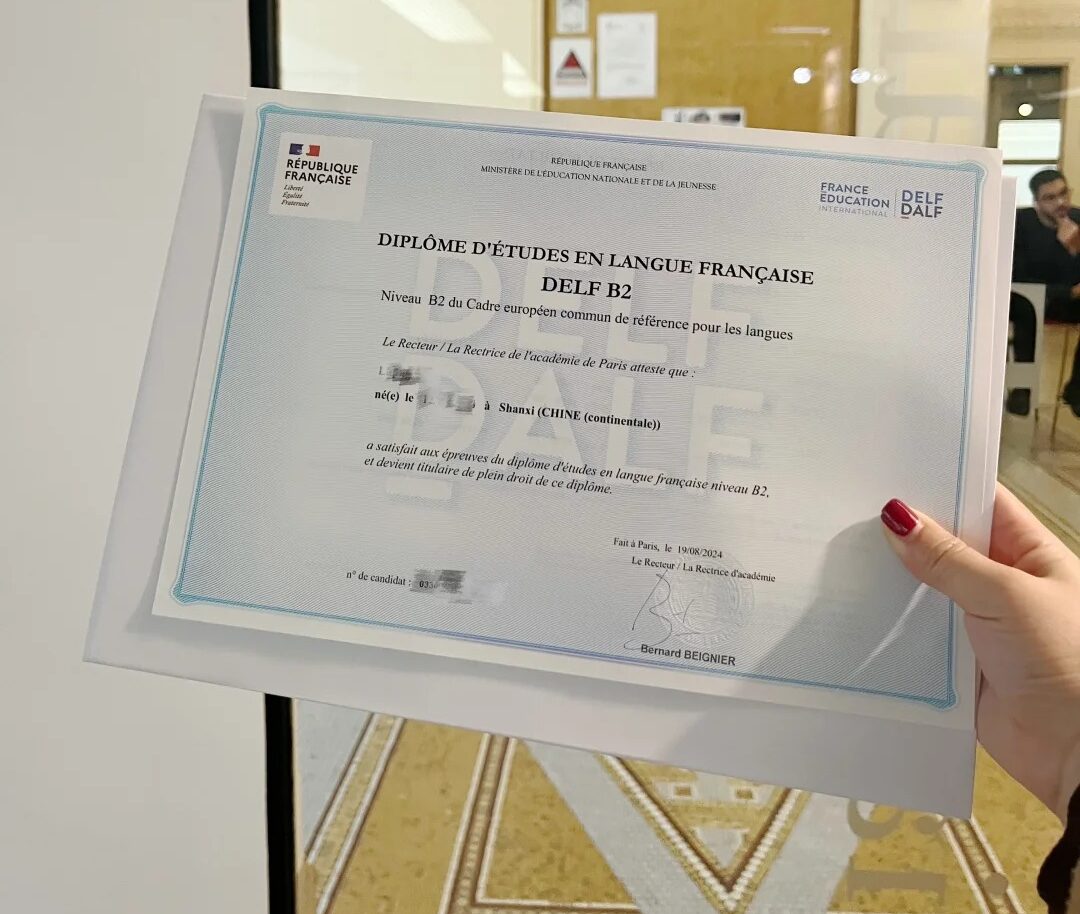 RÉPUBLIQUE
FRANÇAISE
Liberté
Égalité
Fraternité
RÉPUBLIQUE FRANÇAISE
MINISTÈRE DE L'ÉDUCATION NATIONALE ET DE LA JEUNESSE
FRANCE
ÉDUCATION
INTERNATIONAL
DELF
DALF
DIPLÔME D'ÉTUDES EN LANGUE FRANÇAISE
DELF B2
Niveau B2 du Cadre européen commun de référence pour les langues
Le Recteur / La Rectrice de l'académie de Paris atteste que :
né(e) le à Shanxi (CHINE (continentale))
a satisfait aux épreuves du diplôme d'études en langue française niveau B2,
et devient titulaire de plein droit de ce diplôme.
DELF
DALF
Fait à Paris, le 19/08/2024
Le Recteur / La Rectrice d'académie
n° de candidat :
Bernard BEIGNIER